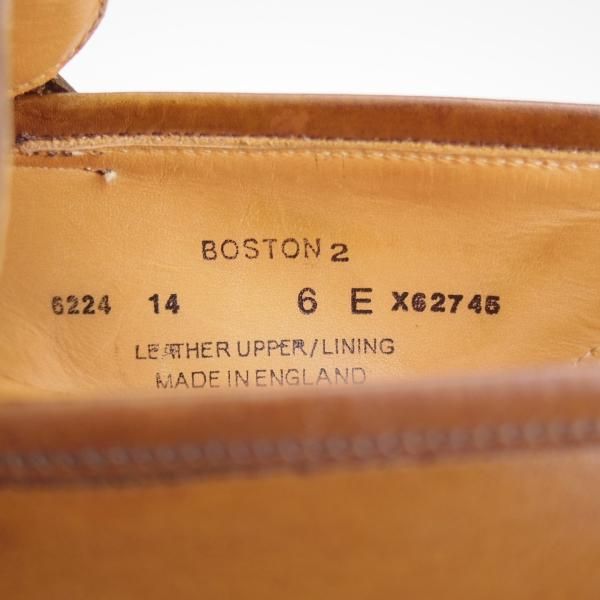 BOSTON 2
6224 14 6 E X62745
LEATHER UPPER/LINING
MADE IN ENGLAND